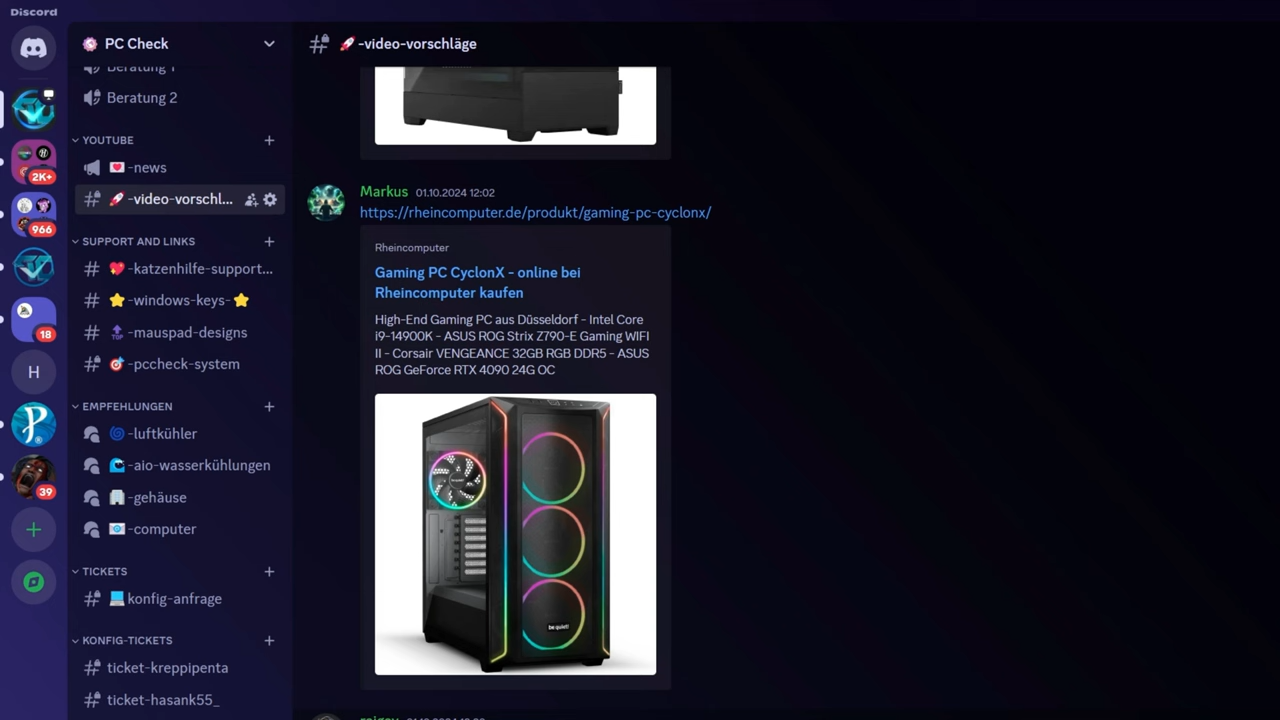 Discord
PC Check
-video-vorschläge
Beratung 1
Beratung 2
YOUTUBE
-news
-video-vorschl...
SUPPORT AND LINKS
-katzenhilfe-support...
-windows-keys-
-mauspad-designs
-pccheck-system
EMPFEHLUNGEN
-luftkühler
-aio-wasserkühlungen
-gehäuse
-computer
TICKETS
konfig-anfrage
KONFIG-TICKETS
ticket-kreppipenta
ticket-hasank55_
2K+
966
18
H
39
Markus 01.10.2024 12:02
https://rheincomputer.de/produkt/gaming-pc-cyclonx/
Rheincomputer
Gaming PC CyclonX - online bei
Rheincomputer kaufen
High-End Gaming PC aus Düsseldorf - Intel Core
i9-14900K - ASUS ROG Strix Z790-E Gaming WIFI
II - Corsair VENGEANCE 32GB RGB DDR5 - ASUS
ROG GeForce RTX 4090 24G OC
be quiet!